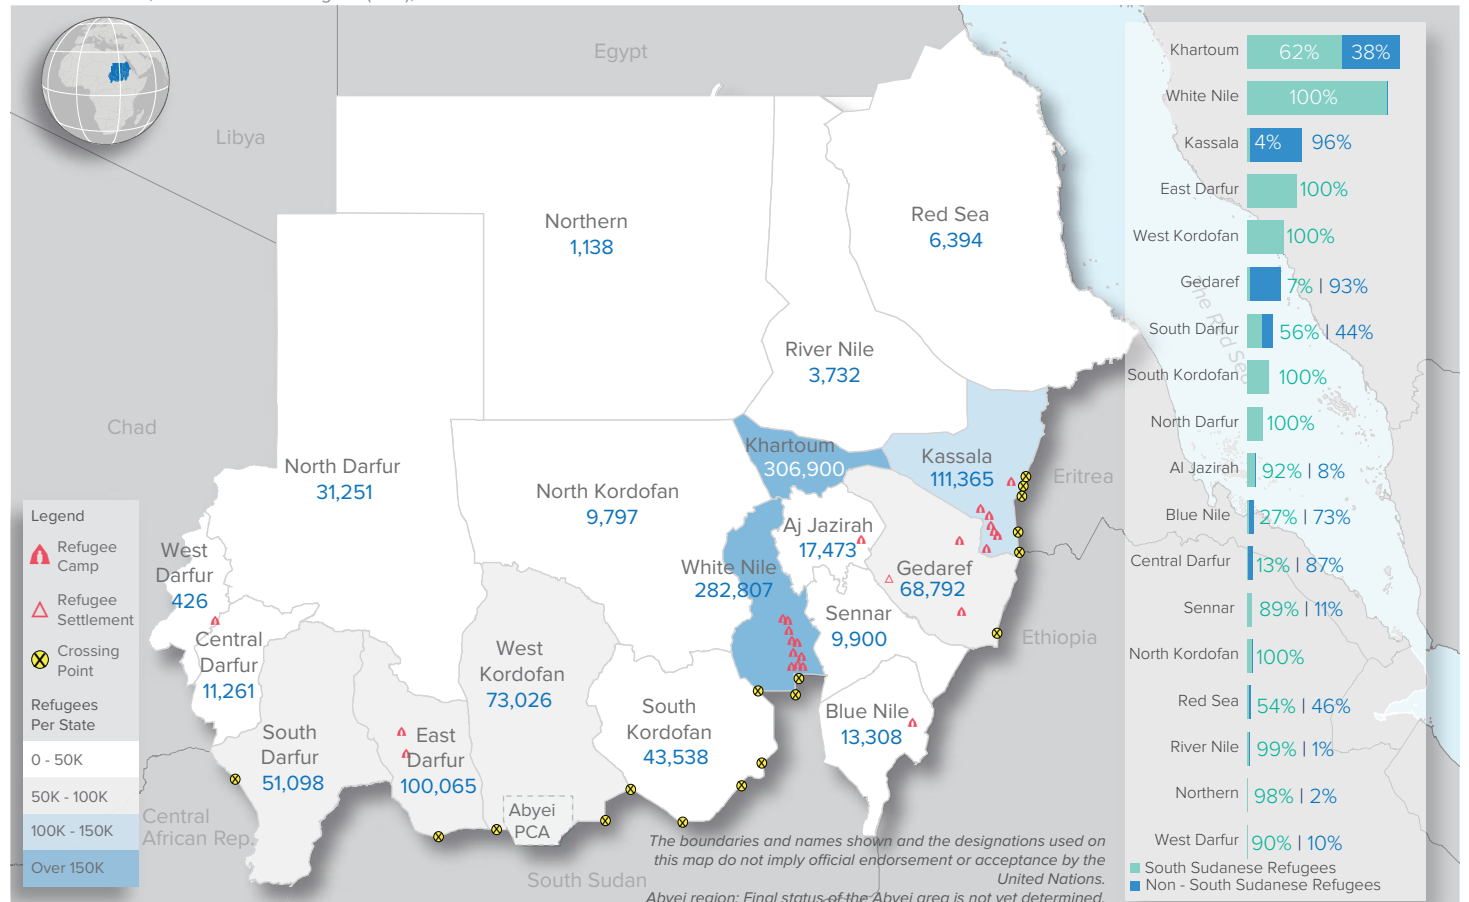 Egypt
Libya
Chad
Eritrea
Ethiopia
Central
African Rep.
South Sudan
The Red Sea
Northern
1,138
Red Sea
6,394
River Nile
3,732
Khartoum
306,900
Kassala
111,365
North Darfur
31,251
North Kordofan
9,797
Aj Jazirah
17,473
West
Darfur
426
White Nile
282,807
Gedaref
68,792
Sennar
9,900
Central
Darfur
11,261
West
Kordofan
73,026
South
Kordofan
43,538
Blue Nile
13,308
South
Darfur
51,098
East
Darfur
100,065
Abyei
PCA
Legend
Refugee
Camp
Refugee
Settlement
Crossing
Point
Refugees
Per State
0 - 50K
50K - 100K
100K - 150K
Over 150K
The boundaries and names shown and the designations used on
this map do not imply official endorsement or acceptance by the
United Nations.
Abyei region: Final status of the Abyei area is not yet determined.
Khartoum 62% 38%
White Nile 100%
Kassala 4% 96%
East Darfur 100%
West Kordofan 100%
Gedaref 7% | 93%
South Darfur 56% | 44%
South Kordofan 100%
North Darfur 100%
Al Jazirah 92% | 8%
Blue Nile 27% | 73%
Central Darfur 13% | 87%
Sennar 89% | 11%
North Kordofan 100%
Red Sea 54% | 46%
River Nile 99% | 1%
Northern 98% | 2%
West Darfur 90% | 10%
South Sudanese Refugees
Non - South Sudanese Refugees